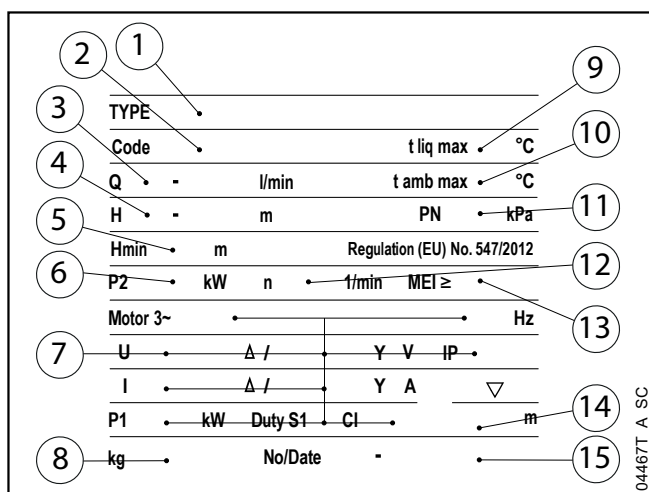 1
2
3
4
5
6
7
8
9
10
11
12
13
14
15
TYPE
Code t liq max °C
Q - l/min t amb max °C
H - m PN kPa
Hmin m Regulation (EU) No. 547/2012
P2 kW n 1/min MEI ≥
Motor 3~ Hz
U Δ / Y V IP
I Δ / Y A ▽
P1 kW Duty S1 Cl m
kg No/Date -
04467T A SC